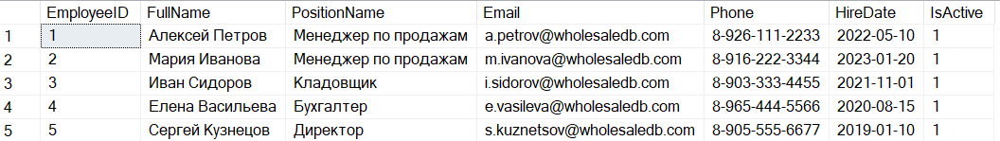 EmployeeID FullName PositionName Email Phone HireDate IsActive
1 1 Алексей Петров Менеджер по продажам a.petrov@wholesaledb.com 8-926-111-2233 2022-05-10 1
2 2 Мария Иванова Менеджер по продажам m.ivanova@wholesaledb.com 8-916-222-3344 2023-01-20 1
3 3 Иван Сидоров Кладовщик i.sidorov@wholesaledb.com 8-903-333-4455 2021-11-01 1
4 4 Елена Васильева Бухгалтер e.vasileva@wholesaledb.com 8-965-444-5566 2020-08-15 1
5 5 Сергей Кузнецов Директор s.kuznetsov@wholesaledb.com 8-905-555-6677 2019-01-10 1